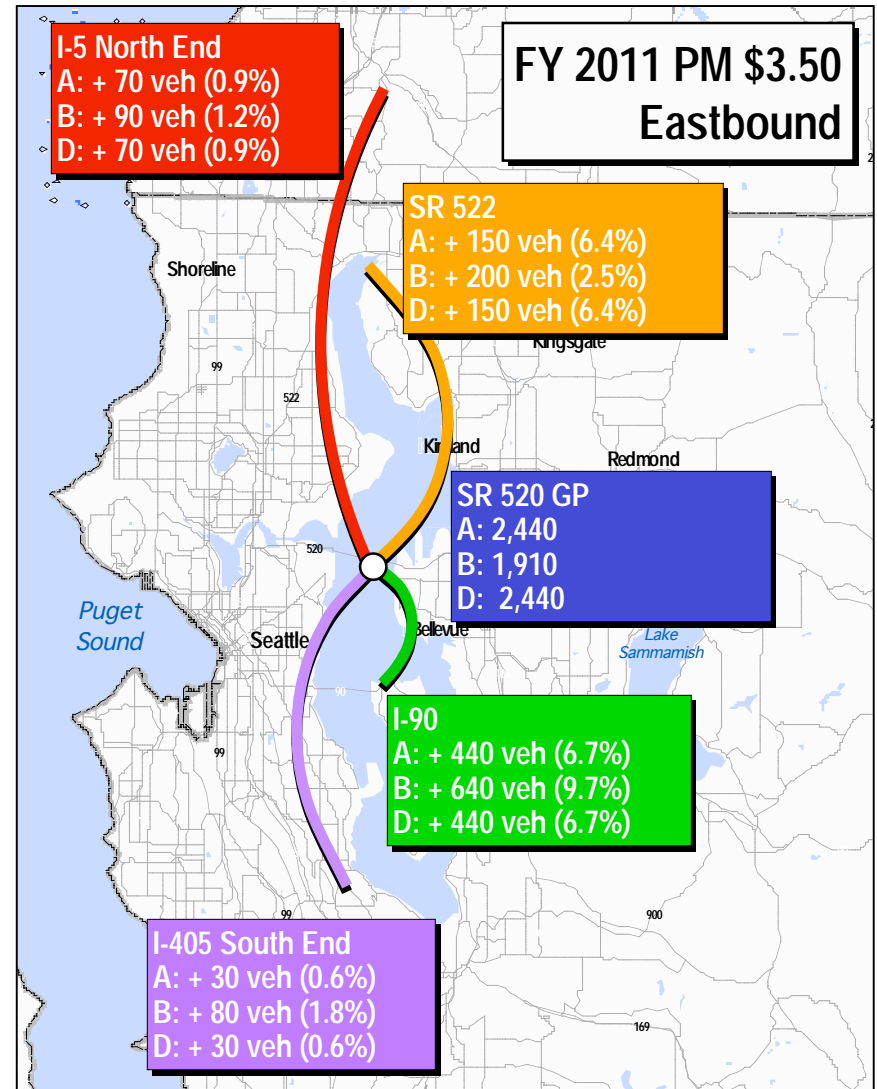 I-5 North End
A: + 70 veh (0.9%)
B: + 90 veh (1.2%)
D: + 70 veh (0.9%)
FY 2011 PM $3.50
Eastbound
SR 522
A: + 150 veh (6.4%)
B: + 200 veh (2.5%)
D: + 150 veh (6.4%)
Shoreline
Kingsgate
99
522
Kirkland
Redmond
SR 520 GP
A: 2,440
B: 1,910
D: 2,440
520
Puget
Sound
Seattle
Bellevue
Lake
Sammamish
90
I-90
A: + 440 veh (6.7%)
B: + 640 veh (9.7%)
D: + 440 veh (6.7%)
99
99
900
I-405 South End
A: + 30 veh (0.6%)
B: + 80 veh (1.8%)
D: + 30 veh (0.6%)
169